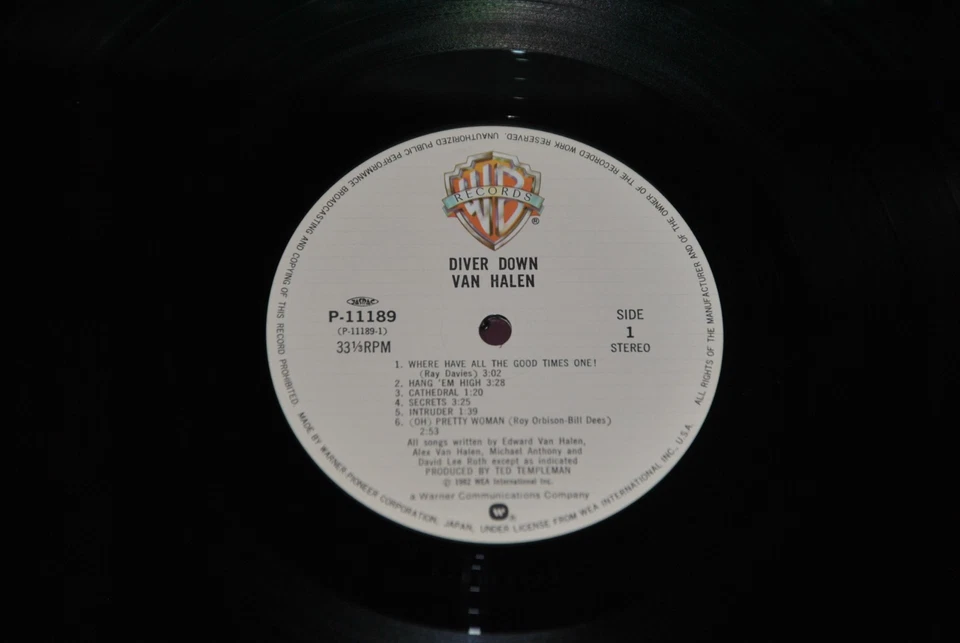 WB
RECORDS
®
DIVER DOWN
VAN HALEN
JASRAC
P-11189
(P-11189-1)
33⅓RPM
SIDE
1
STEREO
1. WHERE HAVE ALL THE GOOD TIMES ONE!
(Ray Davies) 3:02
2. HANG 'EM HIGH 3:28
3. CATHEDRAL 1:20
4. SECRETS 3:25
5. INTRUDER 1:39
6. (OH) PRETTY WOMAN (Roy Orbison-Bill Dees)
2:53
All songs written by Edward Van Halen,
Alex Van Halen, Michael Anthony and
David Lee Roth except as indicated
PRODUCED BY TED TEMPLEMAN
© 1982 WEA International Inc.
a Warner Communications Company
W®
MADE BY WARNER-PIONEER CORPORATION, JAPAN, UNDER LICENSE FROM WEA INTERNATIONAL INC., U.S.A.
ALL RIGHTS OF THE MANUFACTURER AND OF THE OWNER OF THE RECORDED WORK RESERVED. UNAUTHORIZED PUBLIC PERFORMANCE BROADCASTING AND COPYING OF THIS RECORD PROHIBITED.